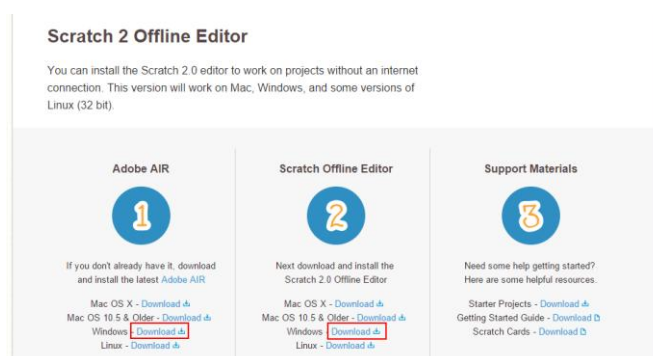 Scratch 2 Offline Editor
You can install the Scratch 2.0 editor to work on projects without an internet
connection. This version will work on Mac, Windows, and some versions of
Linux (32 bit).
Adobe AIR
1
If you don't already have it, download
and install the latest Adobe AIR
Mac OS X - Download
Mac OS 10.5 & Older - Download
Windows - Download
Linux - Download
Scratch Offline Editor
2
Next download and install the
Scratch 2.0 Offline Editor
Mac OS X - Download
Mac OS 10.5 & Older - Download
Windows - Download
Linux - Download
Support Materials
3
Need some help getting started?
Here are some helpful resources.
Starter Projects - Download
Getting Started Guide - Download
Scratch Cards - Download